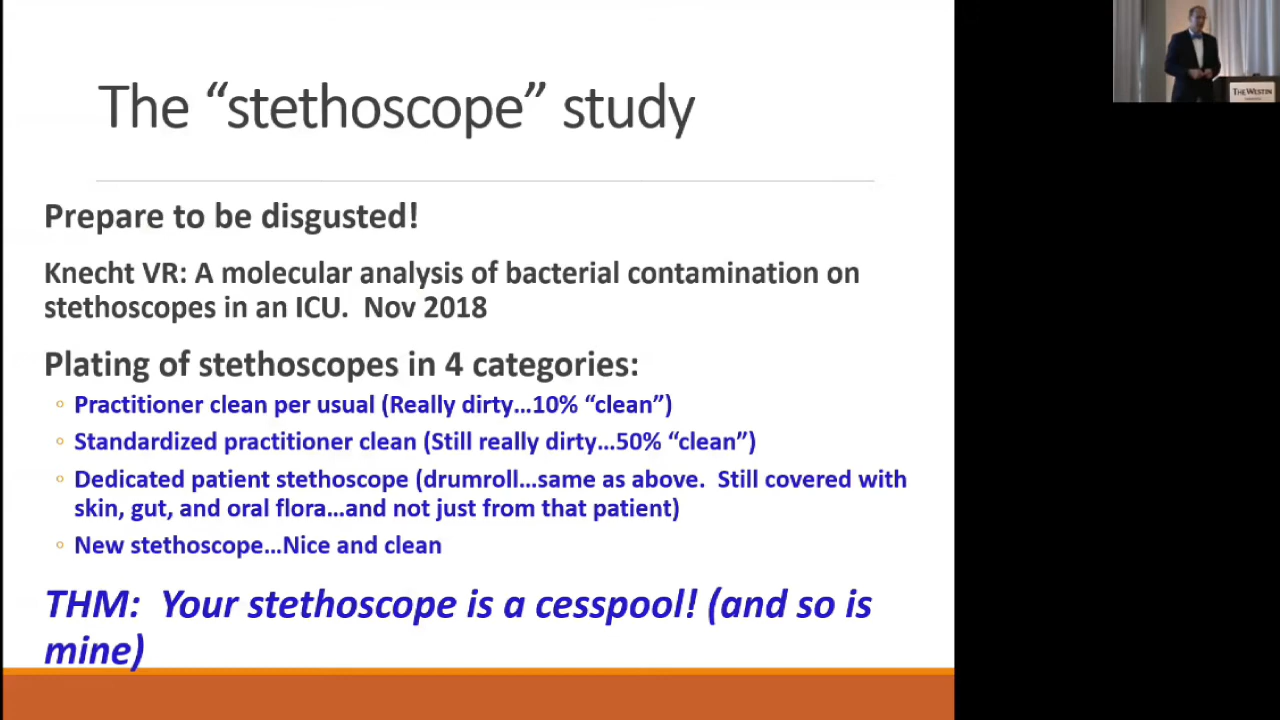 The “stethoscope” study
Prepare to be disgusted!
Knecht VR: A molecular analysis of bacterial contamination on
stethoscopes in an ICU.  Nov 2018
Plating of stethoscopes in 4 categories:
◦ Practitioner clean per usual (Really dirty…10% “clean”)
◦ Standardized practitioner clean (Still really dirty…50% “clean”)
◦ Dedicated patient stethoscope (drumroll…same as above.  Still covered with
skin, gut, and oral flora…and not just from that patient)
◦ New stethoscope…Nice and clean
THM:  Your stethoscope is a cesspool! (and so is
mine)
THE WESTIN